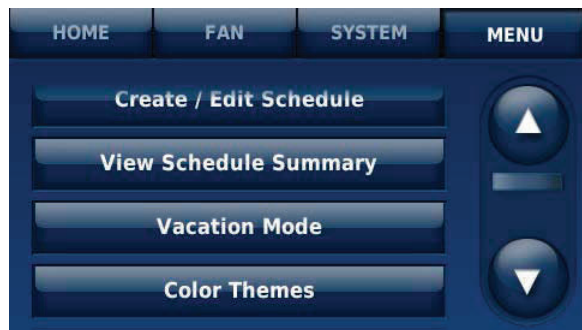 HOME FAN SYSTEM MENU
Create / Edit Schedule
View Schedule Summary
Vacation Mode
Color Themes